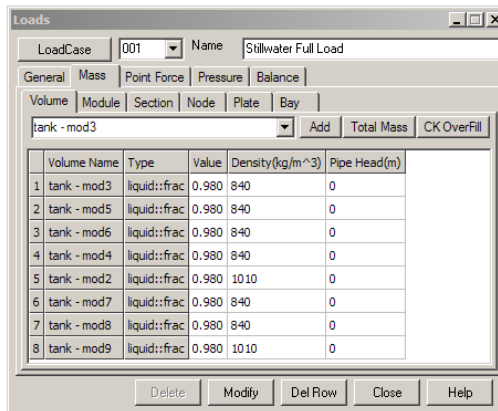 Loads
LoadCase 001 Name Stillwater Full Load
General Mass Point Force Pressure Balance
Volume Module Section Node Plate Bay
tank - mod3 Add Total Mass CK OverFill
Volume Name Type Value Density(kg/m^3) Pipe Head(m)
1 tank - mod3 liquid::frac 0.980 840 0
2 tank - mod5 liquid::frac 0.980 840 0
3 tank - mod6 liquid::frac 0.980 840 0
4 tank - mod4 liquid::frac 0.980 840 0
5 tank - mod2 liquid::frac 0.980 1010 0
6 tank - mod7 liquid::frac 0.980 840 0
7 tank - mod8 liquid::frac 0.980 840 0
8 tank - mod9 liquid::frac 0.980 1010 0
Delete Modify Del Row Close Help